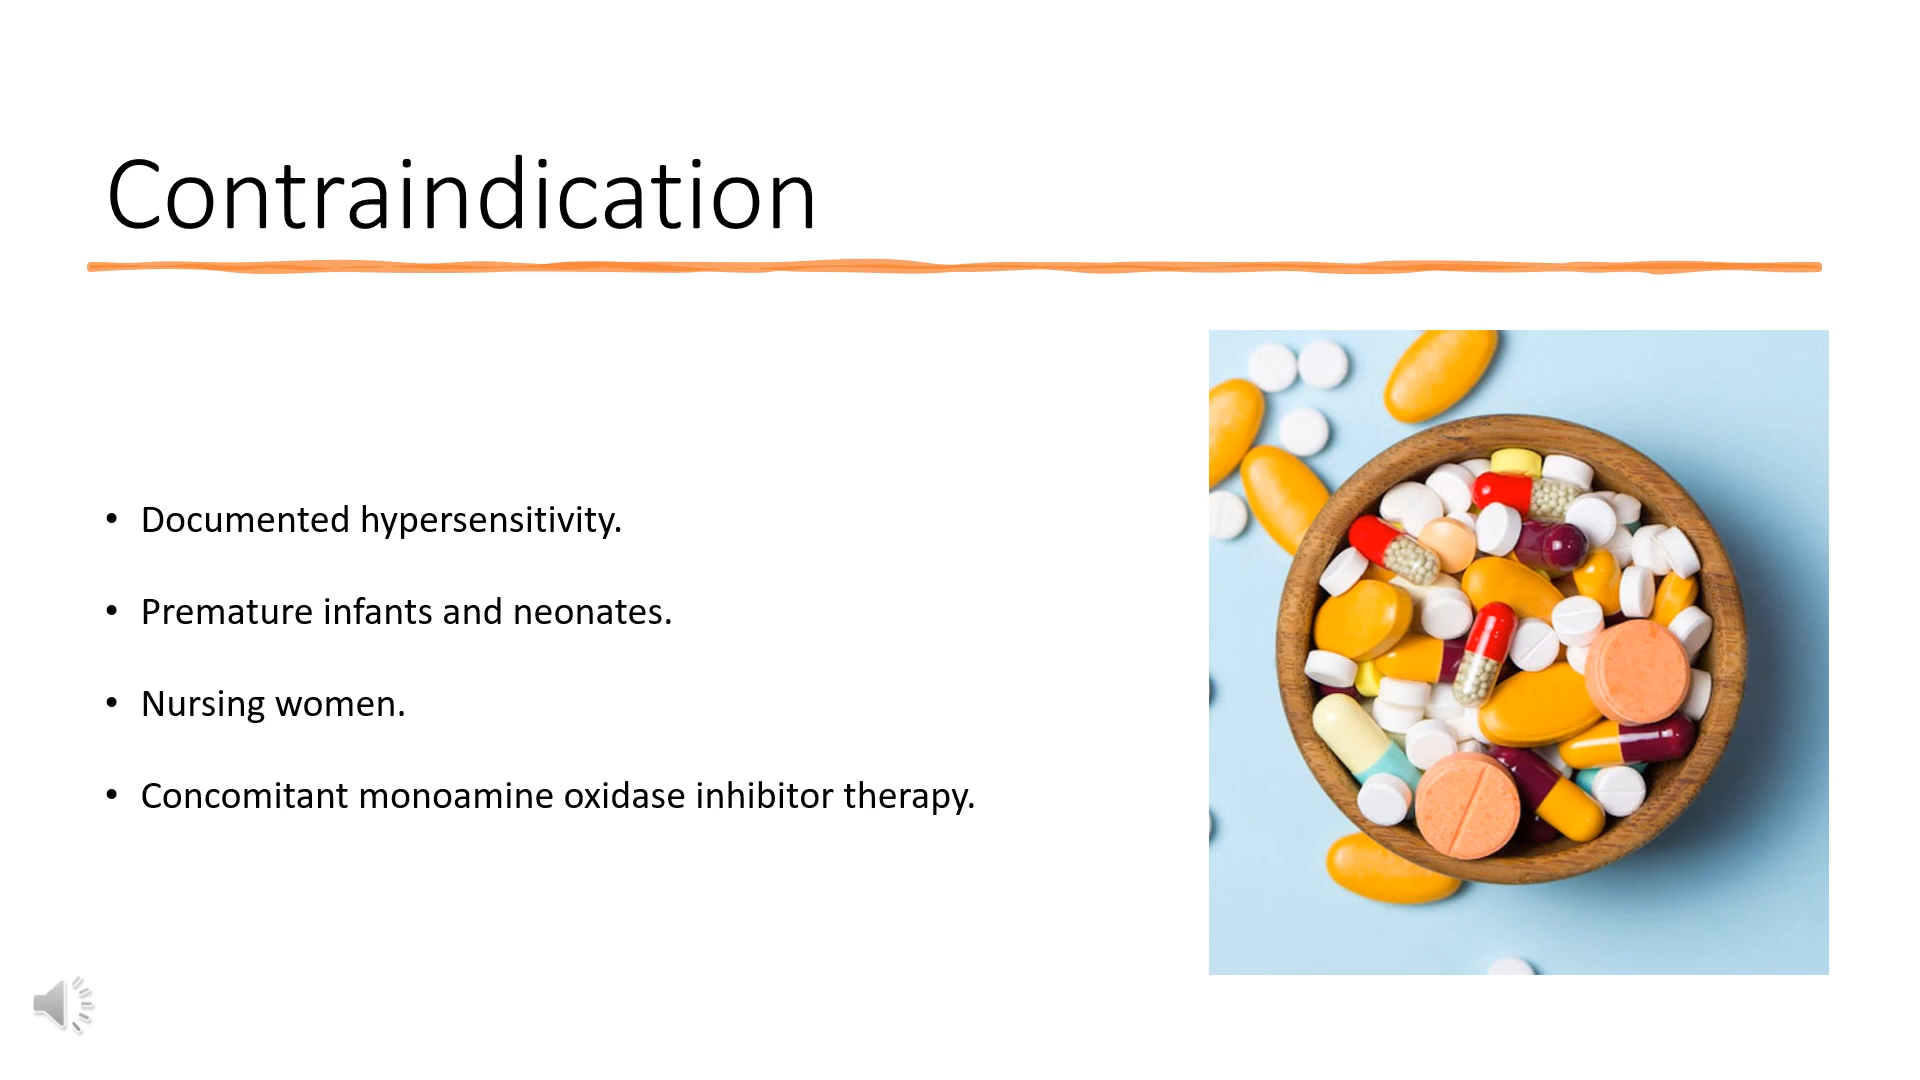 Contraindication
• Documented hypersensitivity.
• Premature infants and neonates.
• Nursing women.
• Concomitant monoamine oxidase inhibitor therapy.